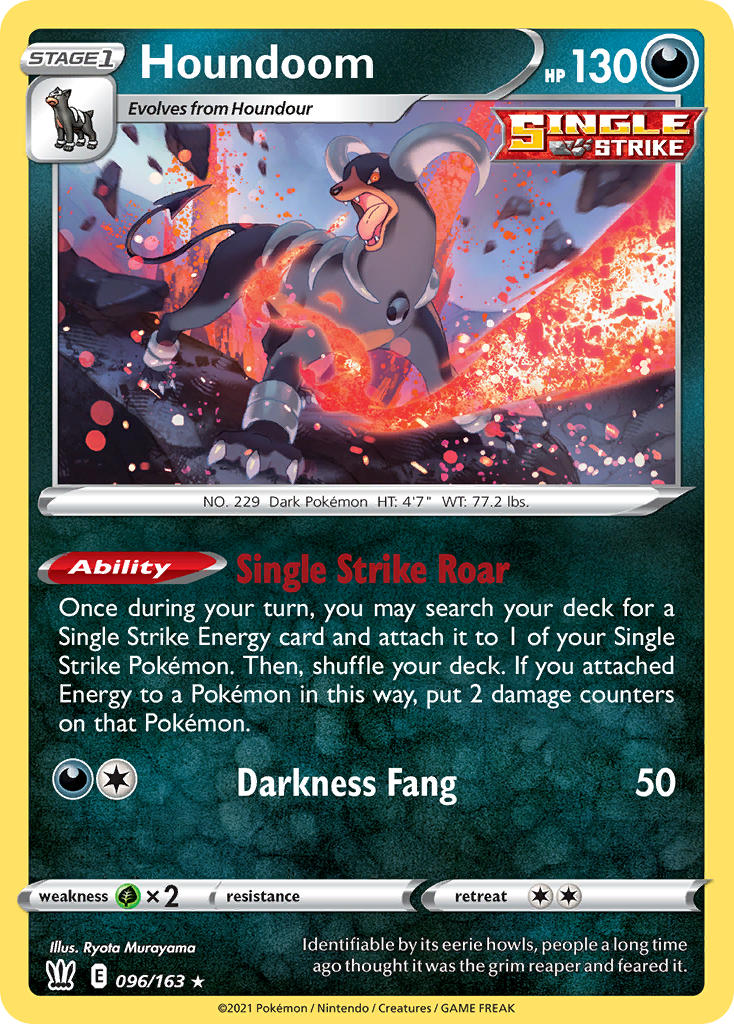 STAGE 1
Houndoom
HP 130
Evolves from Houndour
SINGLE
STRIKE
NO. 229 Dark Pokémon HT: 4'7" WT: 77.2 lbs.
Ability Single Strike Roar
Once during your turn, you may search your deck for a
Single Strike Energy card and attach it to 1 of your Single
Strike Pokémon. Then, shuffle your deck. If you attached
Energy to a Pokémon in this way, put 2 damage counters
on that Pokémon.
Darkness Fang 50
weakness ×2 resistance retreat
Illus. Ryota Murayama
Identifiable by its eerie howls, people a long time
ago thought it was the grim reaper and feared it.
E 096/163 ★
©2021 Pokémon / Nintendo / Creatures / GAME FREAK